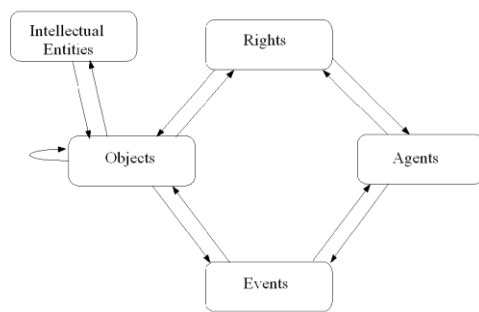 Intellectual
Entities
Rights
Objects
Agents
Events